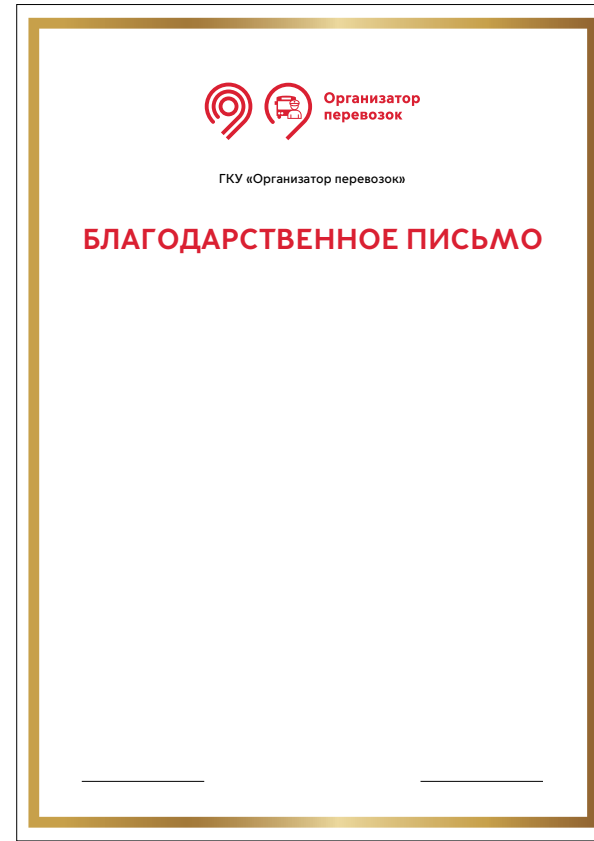 Организатор
перевозок
ГКУ «Организатор перевозок»
БЛАГОДАРСТВЕННОЕ ПИСЬМО